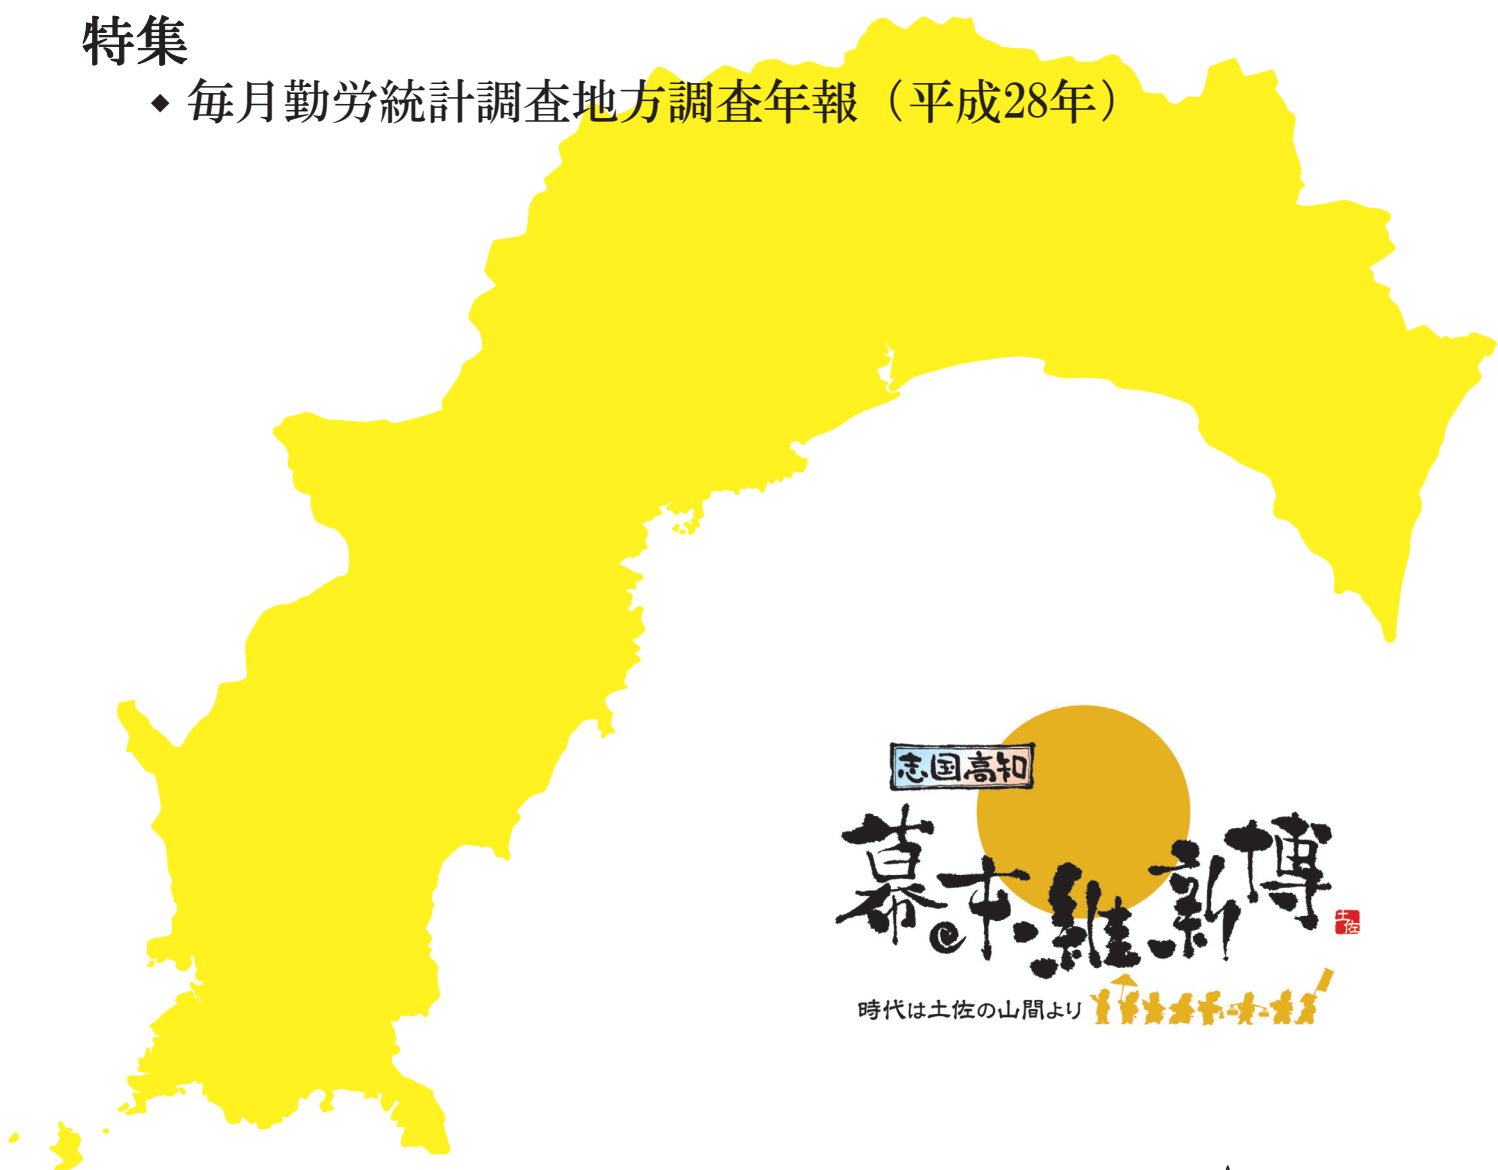 特集
◆ 毎月勤労統計調査地方調査年報（平成28年）
志国高知
幕末維新博
土佐
時代は土佐の山間より